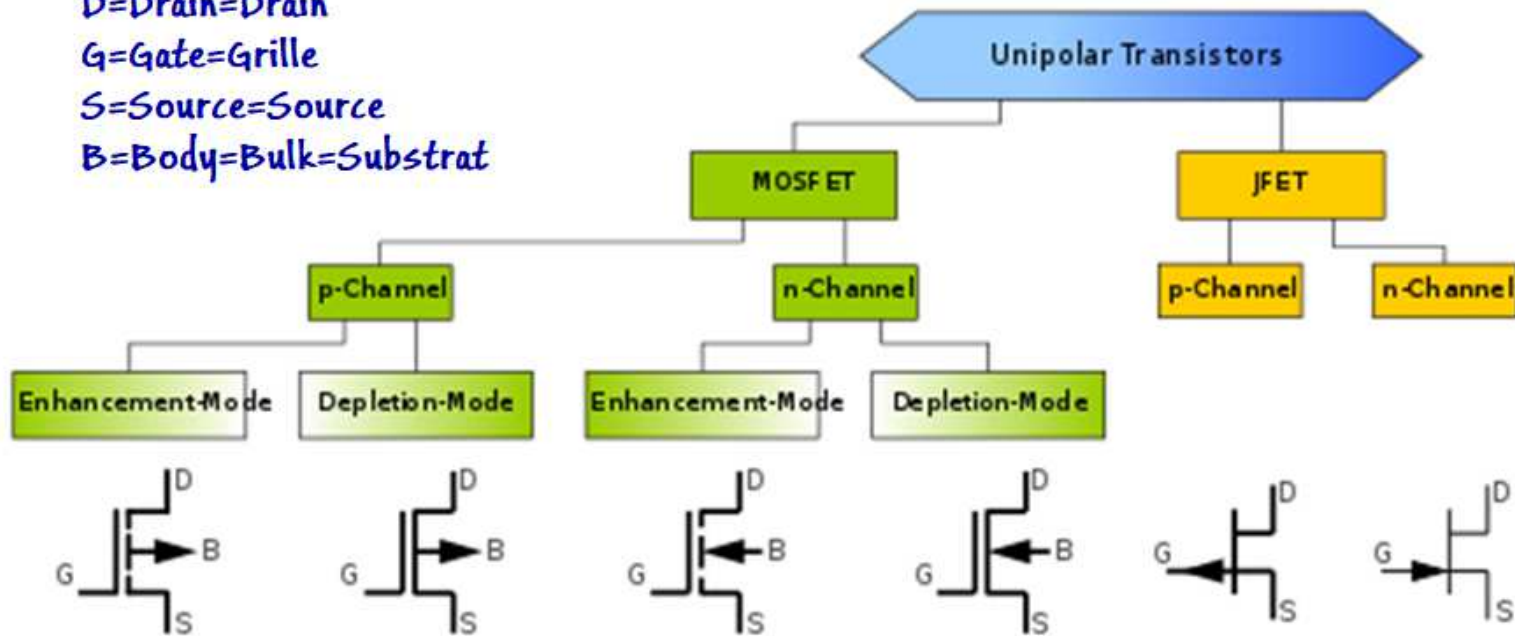 D=Drain=Drain
G=Gate=Grille
S=Source=Source
B=Body=Bulk=Substrat
Unipolar Transistors
MOSFET
JFET
p-Channel
n-Channel
p-Channel
n-Channel
Enhancement-Mode
Depletion-Mode
Enhancement-Mode
Depletion-Mode
D
B
G
S
D
B
G
S
D
B
G
S
D
B
G
S
D
G
S
D
G
S